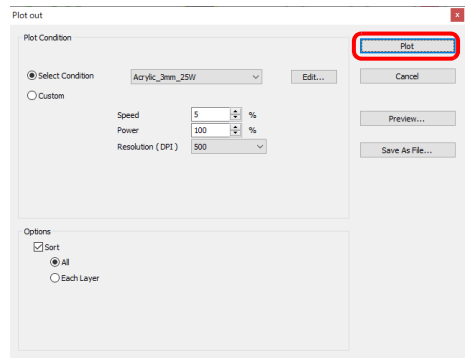 Plot out
x
Plot Condition
Plot
Select Condition
Acrylic_3mm_25W
Edit...
Cancel
Custom
Speed
5
%
Preview...
Power
100
%
Resolution ( DPI )
500
Save As File...
Options
Sort
All
Each Layer